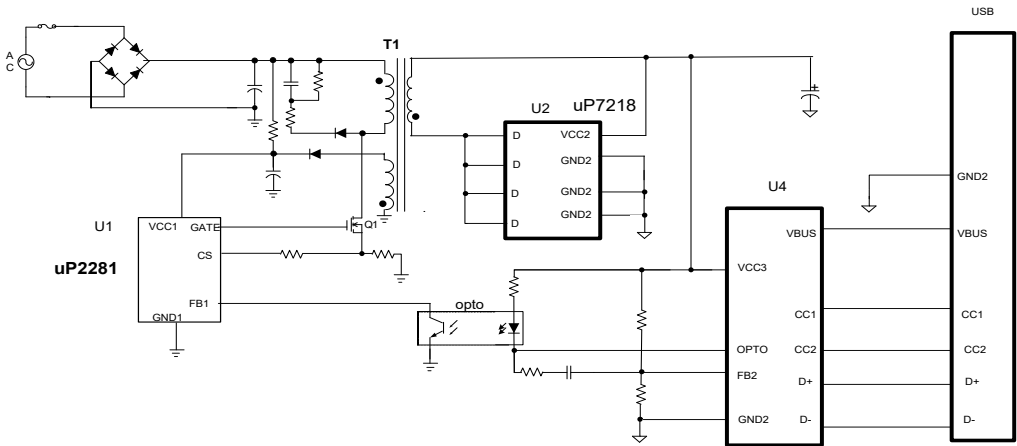 USB
A
C
T1
U2
uP7218
D
VCC2
D
GND2
D
GND2
D
GND2
U4
GND2
U1
VCC1
GATE
Q1
VBUS
VBUS
uP2281
CS
VCC3
FB1
opto
CC1
CC1
GND1
OPTO
CC2
CC2
FB2
D+
D+
GND2
D-
D-
+